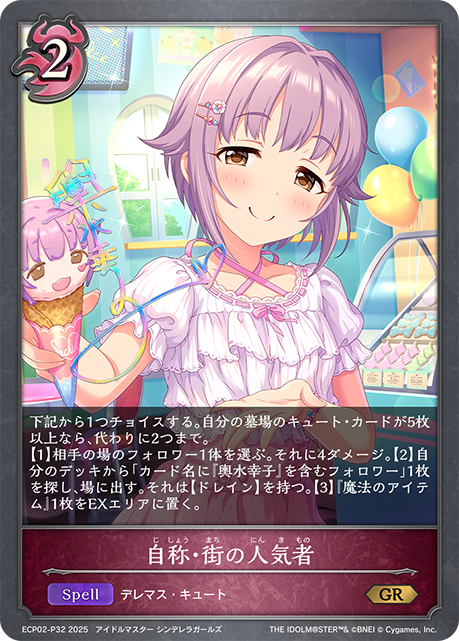 2
輿水幸子
下記から1つチョイスする。自分の墓場のキュート・カードが5枚
以上なら、代わりに2つまで。
【1】相手の場のフォロワー1体を選ぶ。それに4ダメージ。【2】自
分のデッキから「カード名に『輿水幸子』を含むフォロワー」1枚
を探し、場に出す。それは【ドレイン】を持つ。【3】『魔法のアイテ
ム』1枚をEXエリアに置く。
じしょう まち にんきもの
自称・街の人気者
Spell デレマス・キュート GR
ECP02-P32 2025 アイドルマスター シンデレラガールズ THE IDOLM@STER™& ©BNEI © Cygames, Inc.